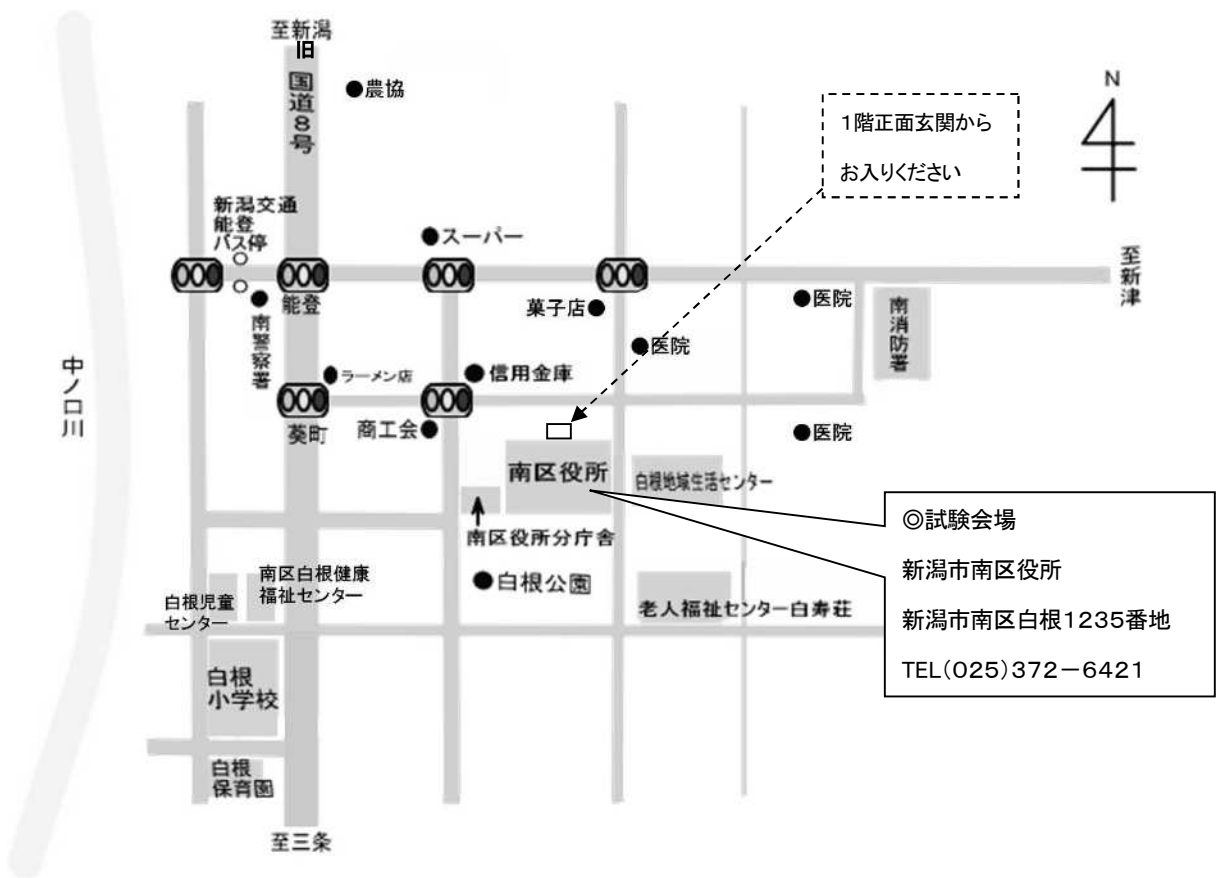 至新潟
旧
国道8号
農協
N
1階正面玄関から
お入りください
新潟交通
能登
バス停
スーパー
至新津
能登
菓子店
医院
南消防署
南警察署
医院
中ノ口川
ラーメン店
信用金庫
葵町
商工会
医院
南区役所
白根地域生活センター
◎試験会場
新潟市南区役所
新潟市南区白根1235番地
TEL(025)372-6421
南区役所分庁舎
南区白根健康
福祉センター
白根公園
白根児童
センター
老人福祉センター白寿荘
白根
小学校
白根
保育園
至三条